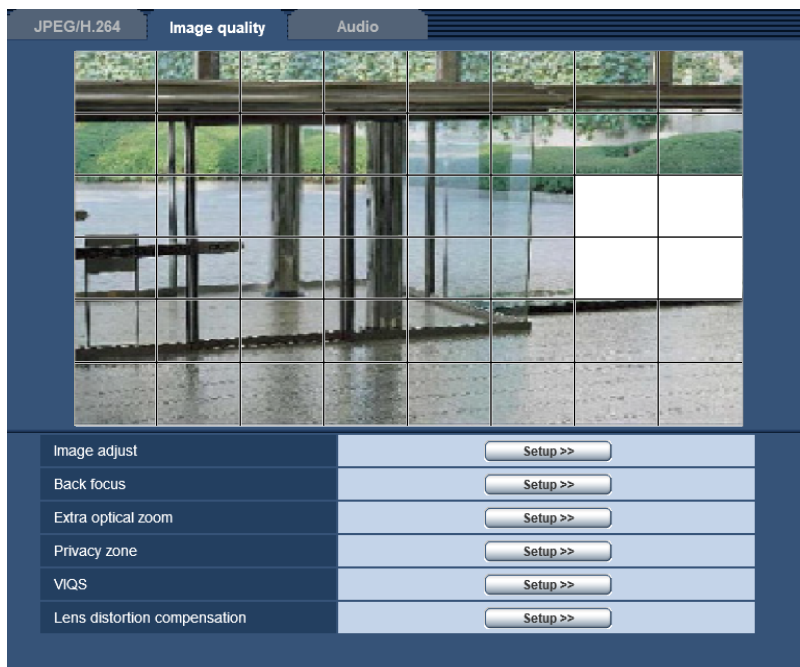 JPEG/H.264 Image quality Audio
Image adjust Setup >>
Back focus Setup >>
Extra optical zoom Setup >>
Privacy zone Setup >>
VIQS Setup >>
Lens distortion compensation Setup >>